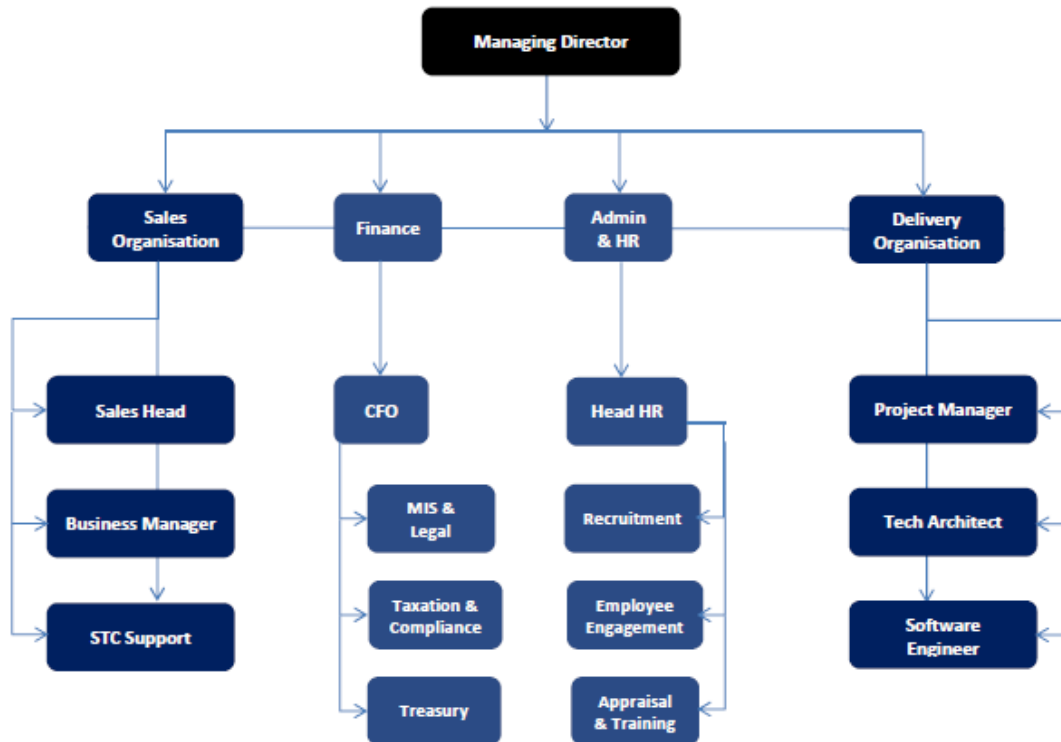 Managing Director
Sales
Organisation
Finance
Admin
& HR
Delivery
Organisation
Sales Head
CFO
Head HR
Project Manager
MIS &
Legal
Recruitment
Business Manager
Tech Architect
Taxation &
Compliance
Employee
Engagement
STC Support
Software
Engineer
Treasury
Appraisal
& Training